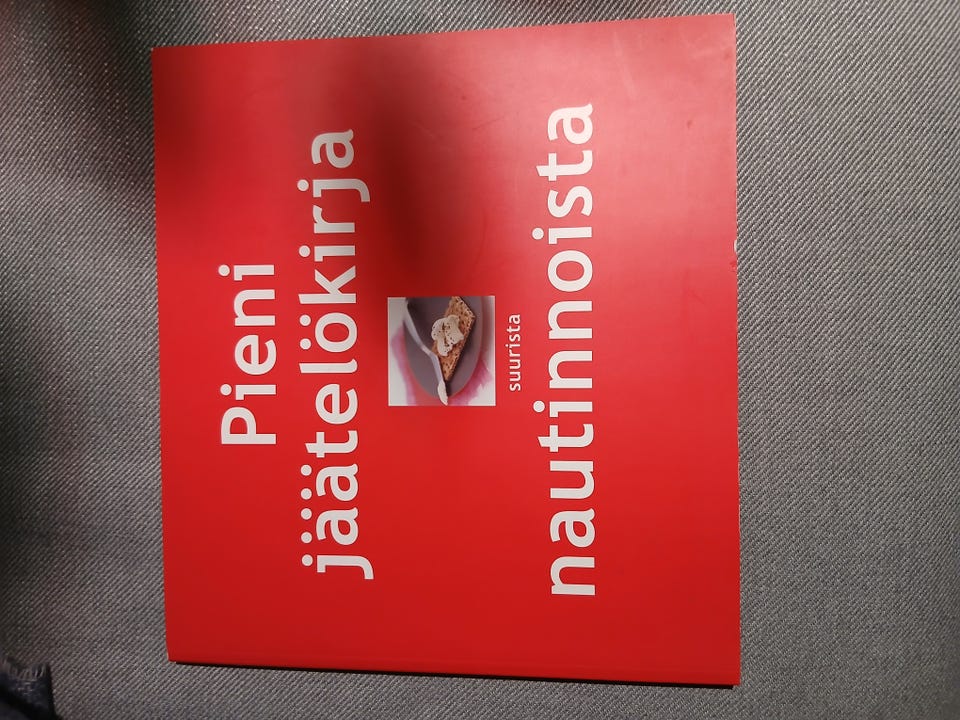 Pieni
jäätelökirja
suurista
nautinnoista